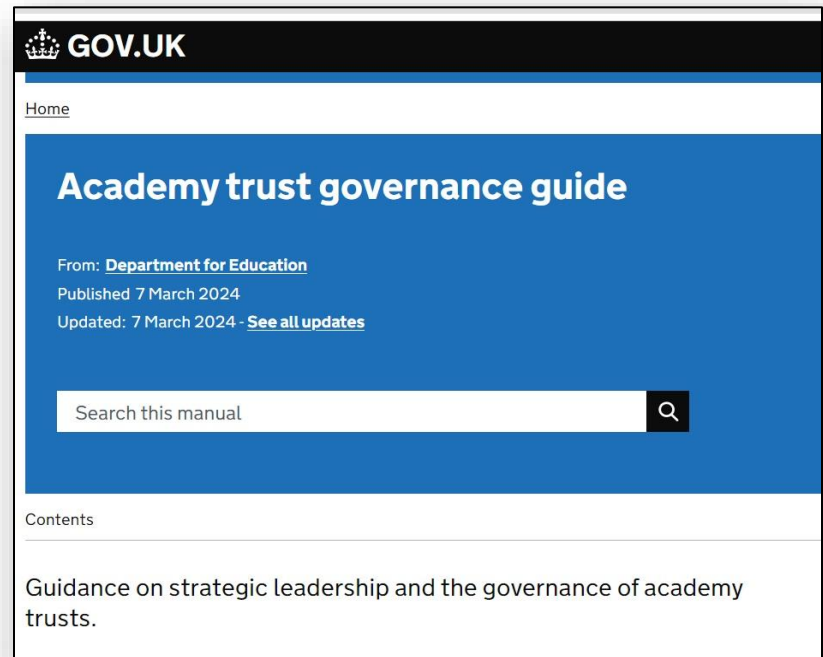 GOV.UK
Home
Academy trust governance guide
From: Department for Education
Published 7 March 2024
Updated: 7 March 2024 - See all updates
Search this manual
Contents
Guidance on strategic leadership and the governance of academy
trusts.